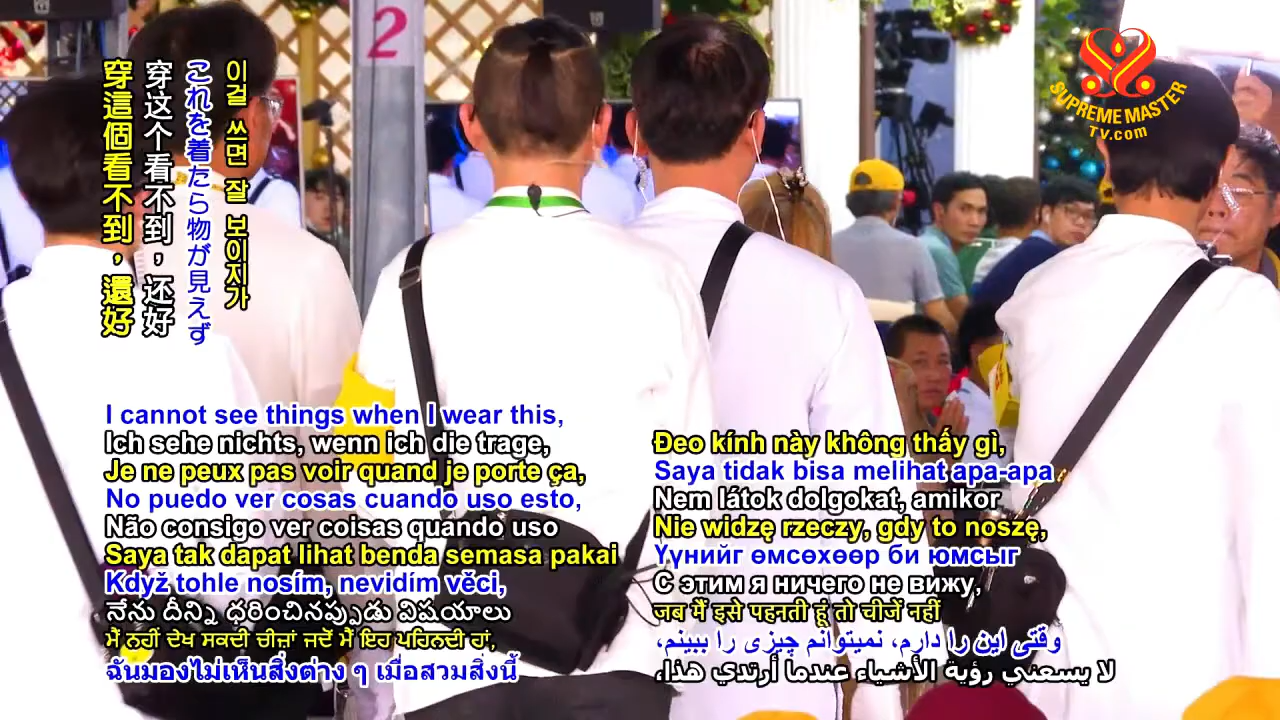 穿這個看不到，還好
穿这个看不到，还好
これを着たら物が見えず
이걸 쓰면 잘 보이지가
2
SUPREME MASTER
TV.com
I cannot see things when I wear this,
Ich sehe nichts, wenn ich die trage,
Je ne peux pas voir quand je porte ça,
No puedo ver cosas cuando uso esto,
Não consigo ver coisas quando uso
Saya tak dapat lihat benda semasa pakai
Když tohle nosím, nevidím věci,
నేను దీన్ని ధరించినప్పుడు విషయాలు
ਮੈਂ ਨਹੀਂ ਦੇਖ ਸਕਦੀ ਚੀਜ਼ਾਂ ਜਦੋਂ ਮੈਂ ਇਹ ਪਹਿਨਦੀ ਹਾਂ,
ฉันมองไม่เห็นสิ่งต่าง ๆ เมื่อสวมสิ่งนี้
Đeo kính này không thấy gì,
Saya tidak bisa melihat apa-apa
Nem látok dolgokat, amikor
Nie widzę rzeczy, gdy to noszę,
Үүнийг өмсөхөөр би юмсыг
С этим я ничего не вижу,
जब मैं इसे पहनती हूं तो चीजें नहीं
وقتی این را دارم، نمیتوانم چیزی را ببینم،
لا يسعني رؤية الأشياء عندما أرتدي هذا،